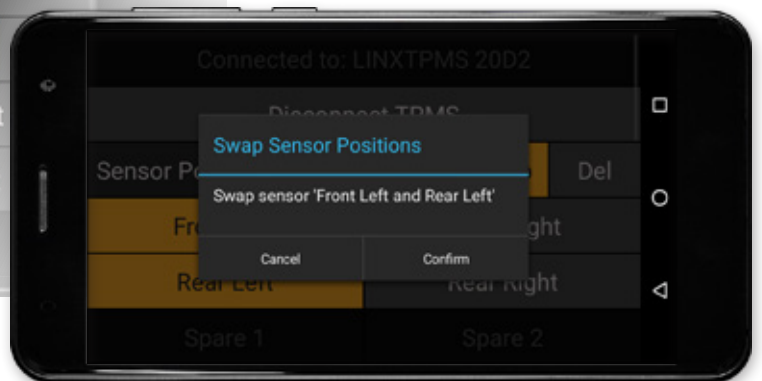 Connected to: LINXTPMS 20D2
Disconnect TPMS
Swap Sensor Positions
Sensor Del
Swap sensor 'Front Left and Rear Left'
Cancel Confirm
Rear Left Rear Right
Spare 1 Spare 2